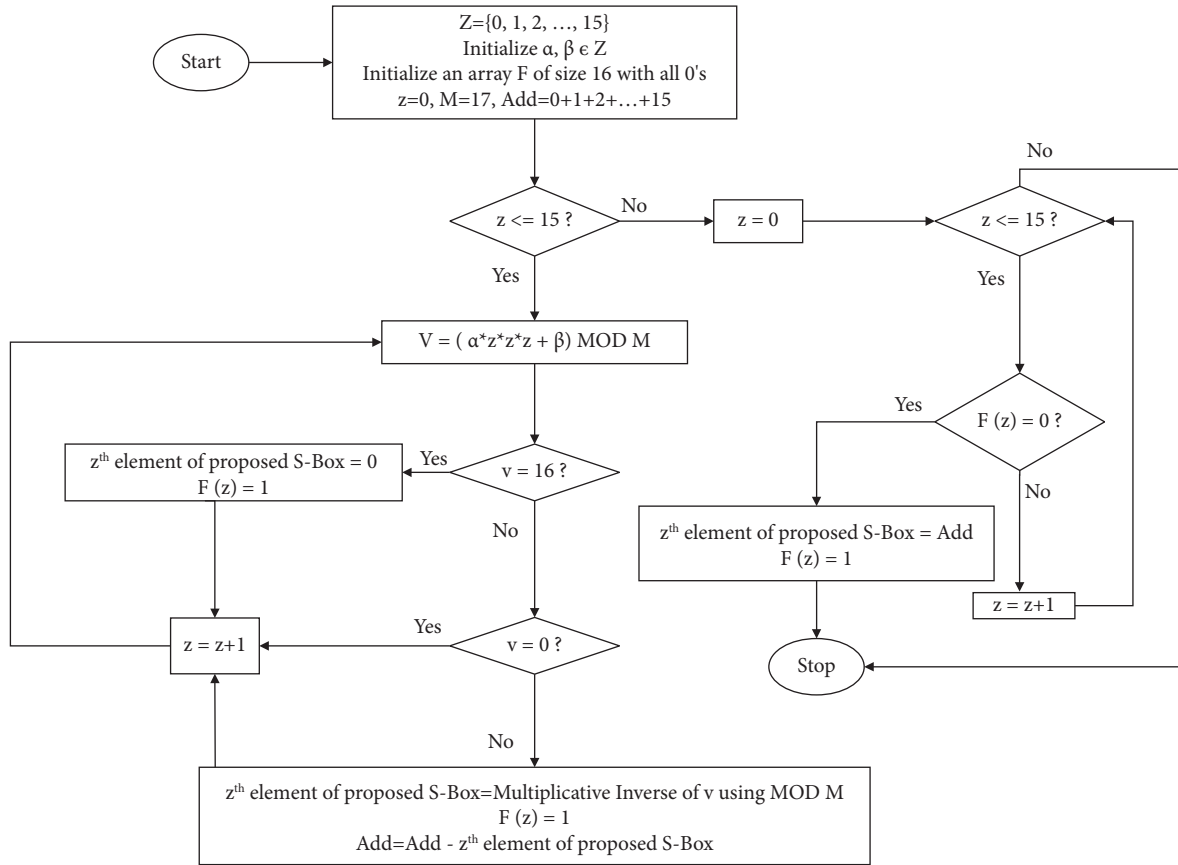 Start
Z={0, 1, 2, …, 15}
Initialize α, β ϵ Z
Initialize an array F of size 16 with all 0's
z=0, M=17, Add=0+1+2+…+15
z <= 15 ?
No
z = 0
z <= 15 ?
No
Yes
Yes
V = ( α*z*z*z + β) MOD M
F (z) = 0 ?
Yes
No
v = 16 ?
Yes
zth element of proposed S-Box = 0
F (z) = 1
No
zth element of proposed S-Box = Add
F (z) = 1
z = z+1
v = 0 ?
Yes
z = z+1
Stop
No
zth element of proposed S-Box=Multiplicative Inverse of v using MOD M
F (z) = 1
Add=Add - zth element of proposed S-Box